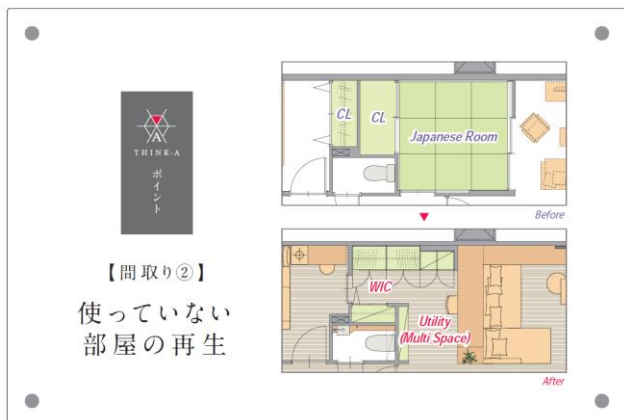 THINK-A
ポイント
【間取り②】
使っていない
部屋の再生
CL
CL
Japanese Room
Before
WIC
Utility
(Multi Space)
After